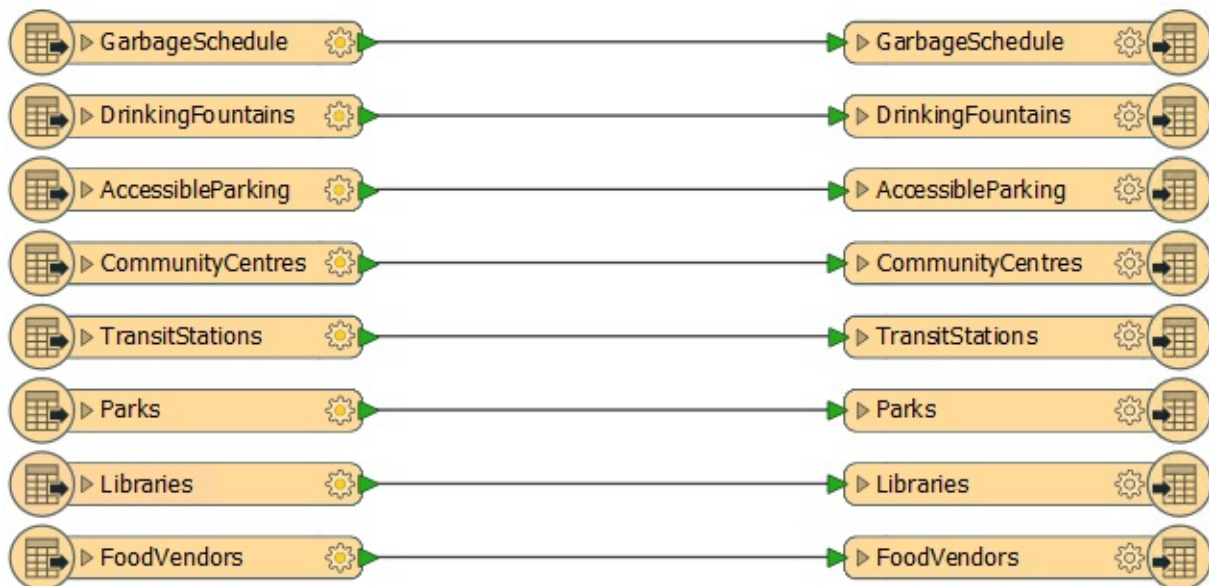 GarbageSchedule GarbageSchedule
DrinkingFountains DrinkingFountains
AccessibleParking AccessibleParking
CommunityCentres CommunityCentres
TransitStations TransitStations
Parks Parks
Libraries Libraries
FoodVendors FoodVendors